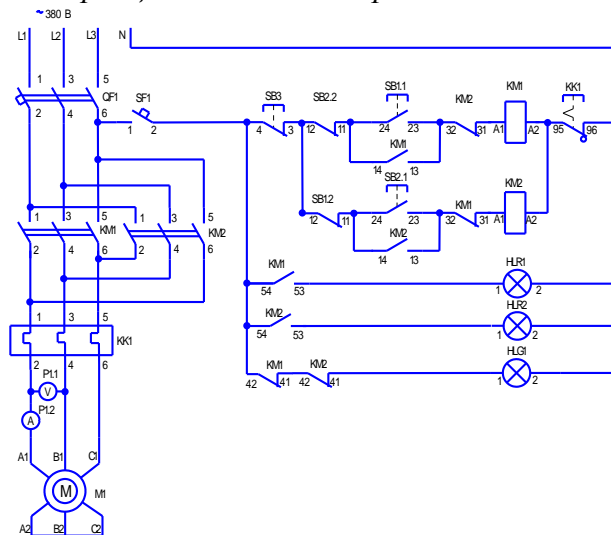 ~380 В
L1 L2 L3 N
1 3 5
QF1
2 4 6
SF1
1 2
SB3
4 3
SB2.2
12 11
SB1.1
24 23
KM1
14 13
KM2
32 31
KM1
A1 A2
KK1
95 96
SB1.2
12 11
SB2.1
24 23
KM2
14 13
KM1
32 31
KM2
A1 A2
1 3 5
KM1
2 4 6
1 3 5
KM2
2 4 6
KM1
54 53
HLR1
1 2
KM2
54 53
HLR2
1 2
KM1
42 41
KM2
42 41
HLG1
1 2
1 3 5
KK1
2 4 6
P1.1
V
P1.2
A
A1 B1 C1
M
M1
A2 B2 C2